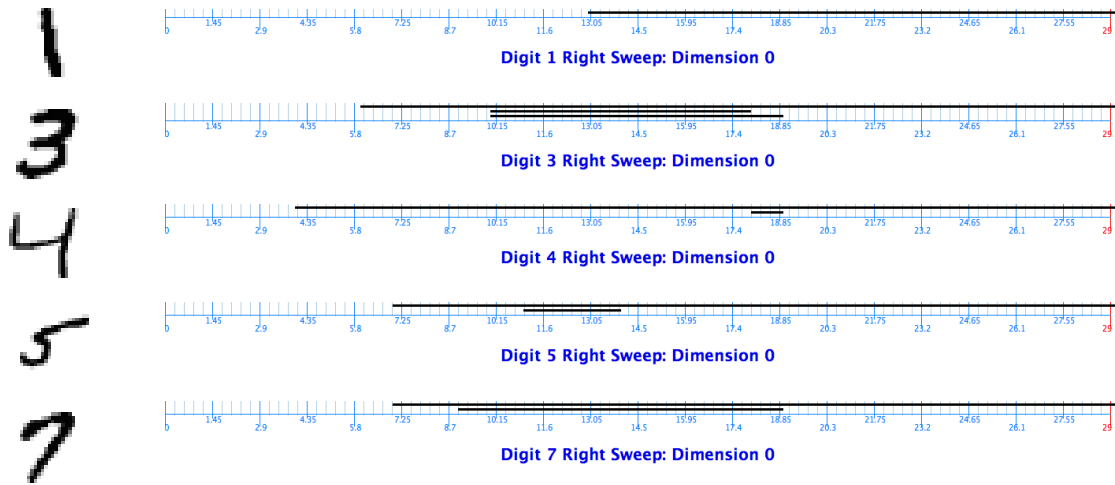 1
0 1.45 2.9 4.35 5.8 7.25 8.7 10.15 11.6 13.05 14.5 15.95 17.4 18.85 20.3 21.75 23.2 24.65 26.1 27.55 29
Digit 1 Right Sweep: Dimension 0
3
0 1.45 2.9 4.35 5.8 7.25 8.7 10.15 11.6 13.05 14.5 15.95 17.4 18.85 20.3 21.75 23.2 24.65 26.1 27.55 29
Digit 3 Right Sweep: Dimension 0
4
0 1.45 2.9 4.35 5.8 7.25 8.7 10.15 11.6 13.05 14.5 15.95 17.4 18.85 20.3 21.75 23.2 24.65 26.1 27.55 29
Digit 4 Right Sweep: Dimension 0
5
0 1.45 2.9 4.35 5.8 7.25 8.7 10.15 11.6 13.05 14.5 15.95 17.4 18.85 20.3 21.75 23.2 24.65 26.1 27.55 29
Digit 5 Right Sweep: Dimension 0
7
0 1.45 2.9 4.35 5.8 7.25 8.7 10.15 11.6 13.05 14.5 15.95 17.4 18.85 20.3 21.75 23.2 24.65 26.1 27.55 29
Digit 7 Right Sweep: Dimension 0